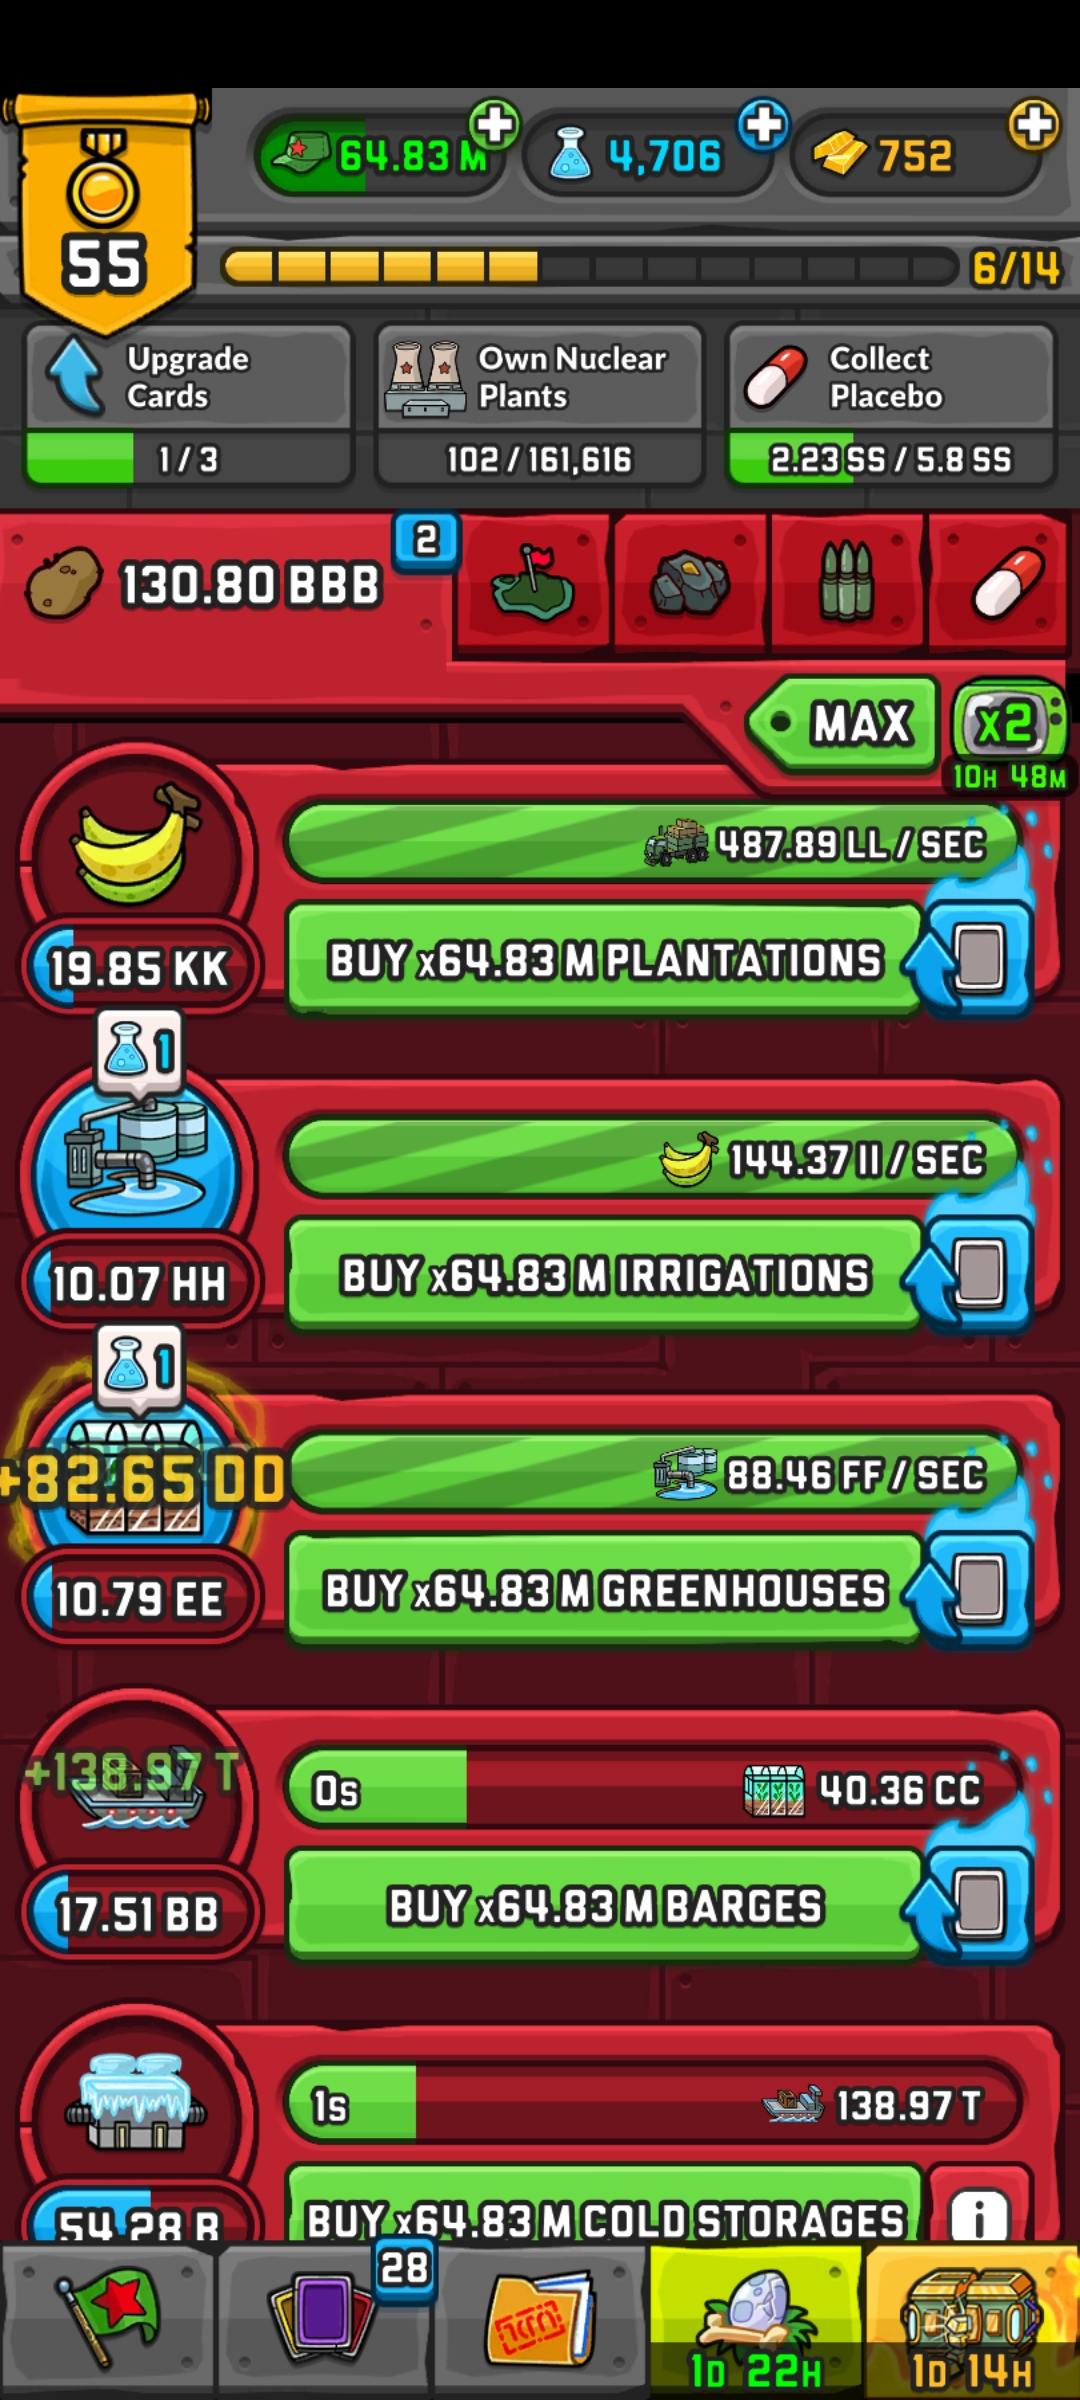 64.83 M
4,706
752
55
6/14
Upgrade
Cards
1 / 3
Own Nuclear
Plants
102 / 161,616
Collect
Placebo
2.23 SS / 5.8 SS
130.80 BBB
2
MAX
x2
10H 48M
487.89 LL / SEC
19.85 KK
BUY x64.83 M PLANTATIONS
1
144.37 II / SEC
10.07 HH
BUY x64.83 M IRRIGATIONS
1
+82.65 DD
88.46 FF / SEC
10.79 EE
BUY x64.83 M GREENHOUSES
+138.97 T
0s
40.36 CC
17.51 BB
BUY x64.83 M BARGES
1s
138.97 T
54.28 B
BUY x64.83 M COLD STORAGES
i
28
1D 22H
1D 14H